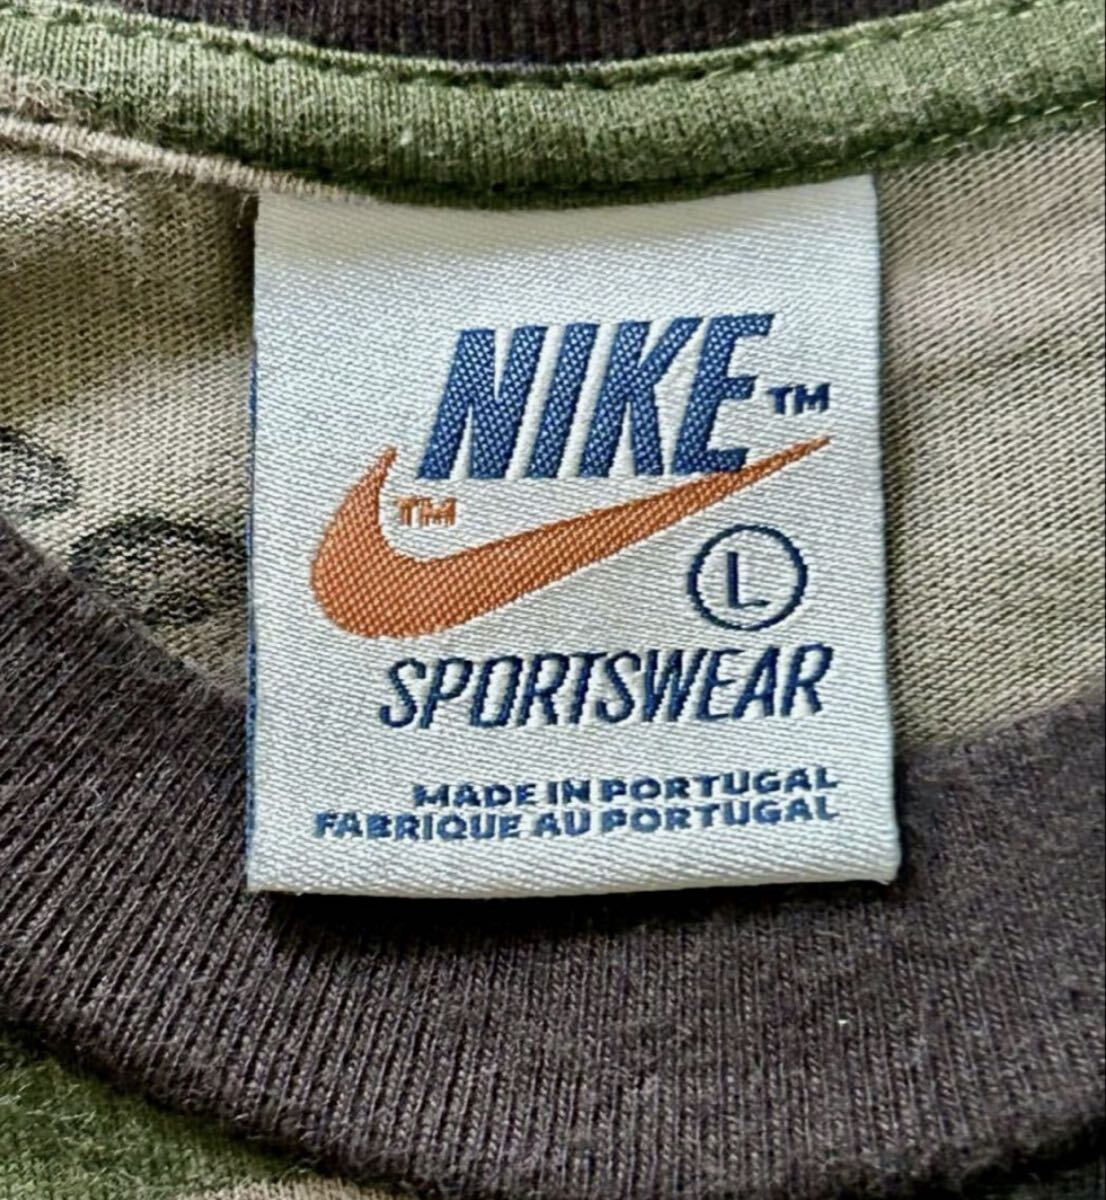 NIKE™
™
L
SPORTSWEAR
MADE IN PORTUGAL
FABRIQUE AU PORTUGAL